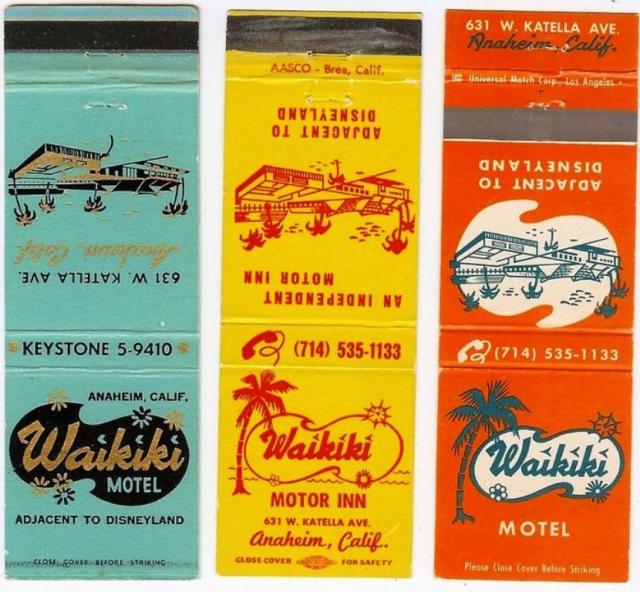 631 W. KATELLA AVE.
Anaheim, Calif.
KEYSTONE 5-9410
ANAHEIM, CALIF.
Waikiki
MOTEL
ADJACENT TO DISNEYLAND
CLOSE COVER BEFORE STRIKING
AASCO - Brea, Calif.
ADJACENT TO
DISNEYLAND
AN INDEPENDENT
MOTOR INN
(714) 535-1133
Waikiki
MOTOR INN
631 W. KATELLA AVE.
Anaheim, Calif.
CLOSE COVER FOR SAFETY
631 W. KATELLA AVE.
Anaheim, Calif.
Universal Match Corp., Los Angeles
ADJACENT TO
DISNEYLAND
(714) 535-1133
Waikiki
MOTEL
Please Close Cover Before Striking